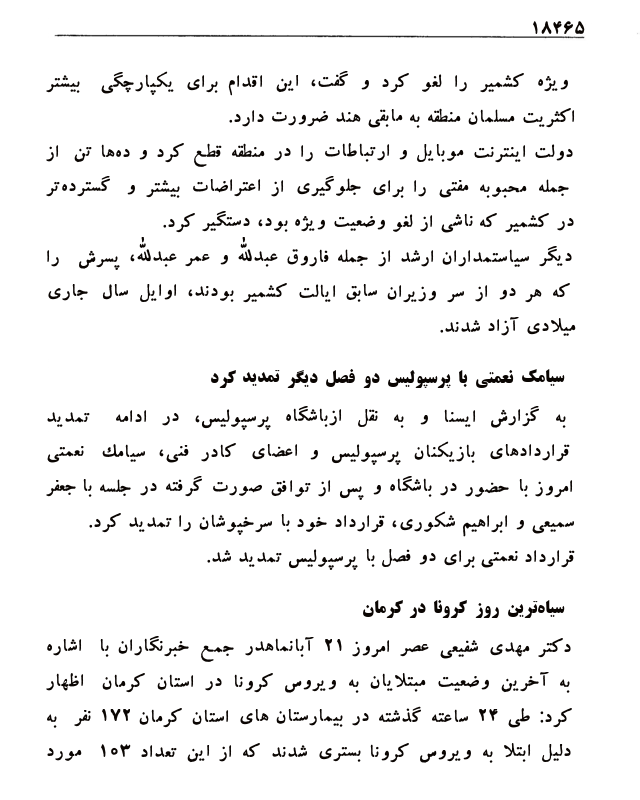 ۱۸۴۶۵
ویژه کشمیر را لغو کرد و گفت، این اقدام برای یکپارچگی بیشتر
اکثریت مسلمان منطقه به مابقی هند ضرورت دارد.
دولت اینترنت موبایل و ارتباطات را در منطقه قطع کرد و ده‌ها تن از
جمله محبوبه مفتی را برای جلوگیری از اعتراضات بیشتر و گسترده‌تر
در کشمیر که ناشی از لغو وضعیت ویژه بود، دستگیر کرد.
دیگر سیاستمداران ارشد از جمله فاروق عبدلله و عمر عبدلله، پسرش را
که هر دو از سر وزیران سابق ایالت کشمیر بودند، اوایل سال جاری
میلادی آزاد شدند.
سیامک نعمتی با پرسپولیس دو فصل دیگر تمدید کرد
به گزارش ایسنا و به نقل ازباشگاه پرسپولیس، در ادامه تمدید
قراردادهای بازیکنان پرسپولیس و اعضای کادر فنی، سیامك نعمتی
امروز با حضور در باشگاه و پس از توافق صورت گرفته در جلسه با جعفر
سمیعی و ابراهیم شکوری، قرارداد خود با سرخپوشان را تمدید کرد.
قرارداد نعمتی برای دو فصل با پرسپولیس تمدید شد.
سیاه‌ترین روز کرونا در کرمان
دکتر مهدی شفیعی عصر امروز ۲۱ آبانماهدر جمع خبرنگاران با اشاره
به آخرین وضعیت مبتلایان به ویروس کرونا در استان کرمان اظهار
کرد: طی ۲۴ ساعته گذشته در بیمارستان های استان کرمان ۱۷۲ نفر به
دلیل ابتلا به ویروس کرونا بستری شدند که از این تعداد ۱۵۳ مورد